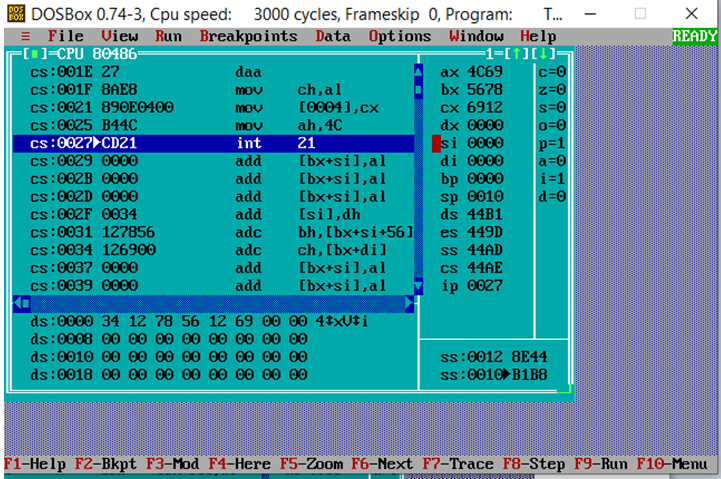 DOSBox 0.74-3, Cpu speed: 3000 cycles, Frameskip 0, Program: T...
≡ File View Run Breakpoints Data Options Window Help READY
[■]=CPU 80486 1=[↑][↓]
cs:001E 27 daa ax 4C69 c=0
cs:001F 8AE8 mov ch,al bx 5678 z=0
cs:0021 890E0400 mov [0004],cx cx 6912 s=0
cs:0025 B44C mov ah,4C dx 0000 o=0
cs:0027►CD21 int 21 si 0000 p=1
cs:0029 0000 add [bx+si],al di 0000 a=0
cs:002B 0000 add [bx+si],al bp 0000 i=1
cs:002D 0000 add [bx+si],al sp 0010 d=0
cs:002F 0034 add [si],dh ds 44B1
cs:0031 127856 adc bh,[bx+si+56] es 449D
cs:0034 126900 adc ch,[bx+di] ss 44AD
cs:0037 0000 add [bx+si],al cs 44AE
cs:0039 0000 add [bx+si],al ip 0027
ds:0000 34 12 78 56 12 69 00 00 4↕xV↕i
ds:0008 00 00 00 00 00 00 00 00
ds:0010 00 00 00 00 00 00 00 00 ss:0012 8E44
ds:0018 00 00 00 00 00 00 00 00 ss:0010►B1B8
F1-Help F2-Bkpt F3-Mod F4-Here F5-Zoom F6-Next F7-Trace F8-Step F9-Run F10-Menu